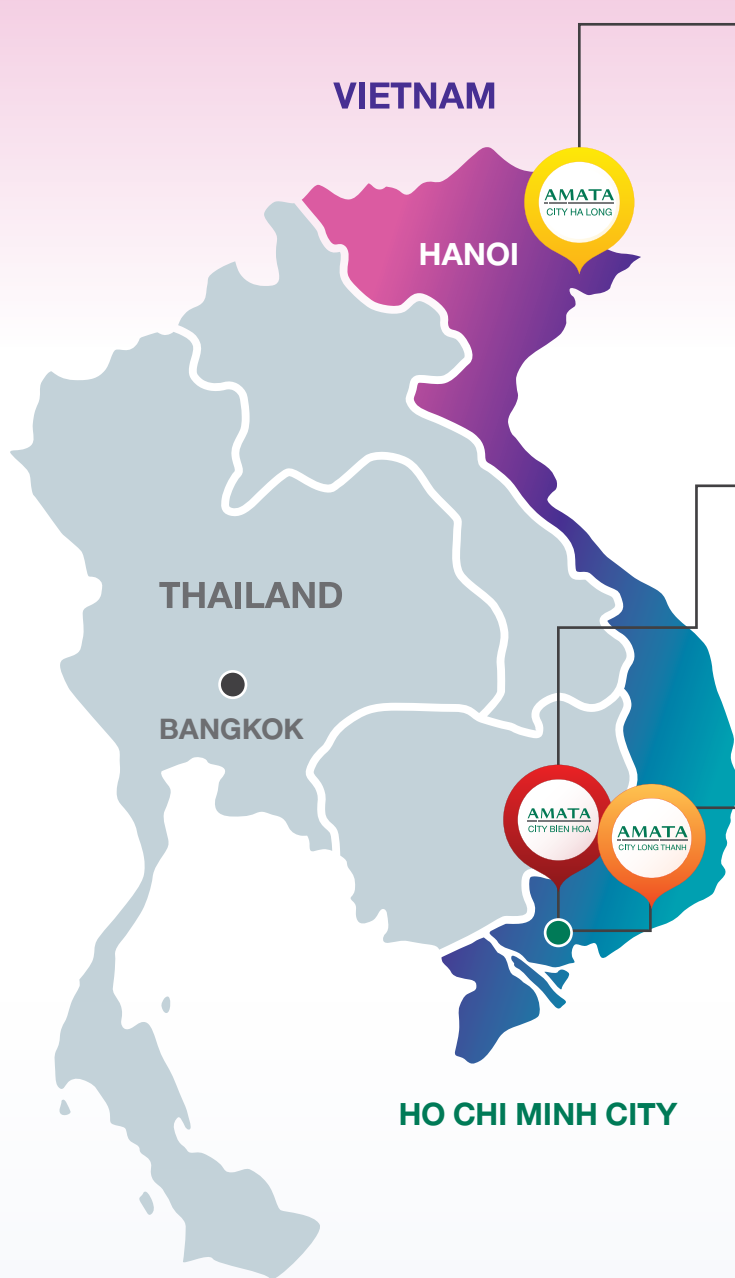 VIETNAM
AMATA
CITY HA LONG
HANOI
THAILAND
BANGKOK
AMATA
CITY BIEN HOA
AMATA
CITY LONG THANH
HO CHI MINH CITY